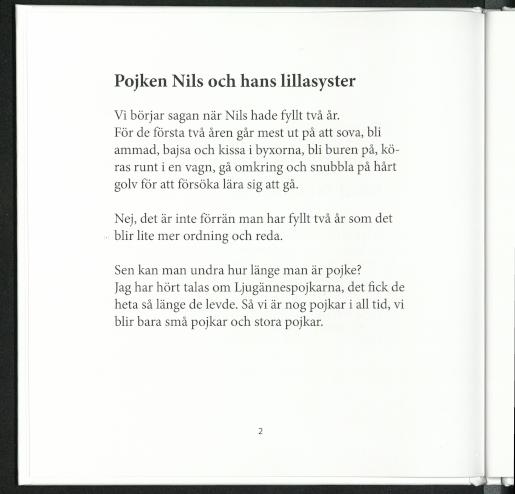 Pojken Nils och hans lillasyster
Vi börjar sagan när Nils hade fyllt två år.
För de första två åren går mest ut på att sova, bli
ammad, bajsa och kissa i byxorna, bli buren på, kö-
ras runt i en vagn, gå omkring och snubbla på hårt
golv för att försöka lära sig att gå.
Nej, det är inte förrän man har fyllt två år som det
blir lite mer ordning och reda.
Sen kan man undra hur länge man är pojke?
Jag har hört talas om Ljugännespojkarna, det fick de
heta så länge de levde. Så vi är nog pojkar i all tid, vi
blir bara små pojkar och stora pojkar.
2